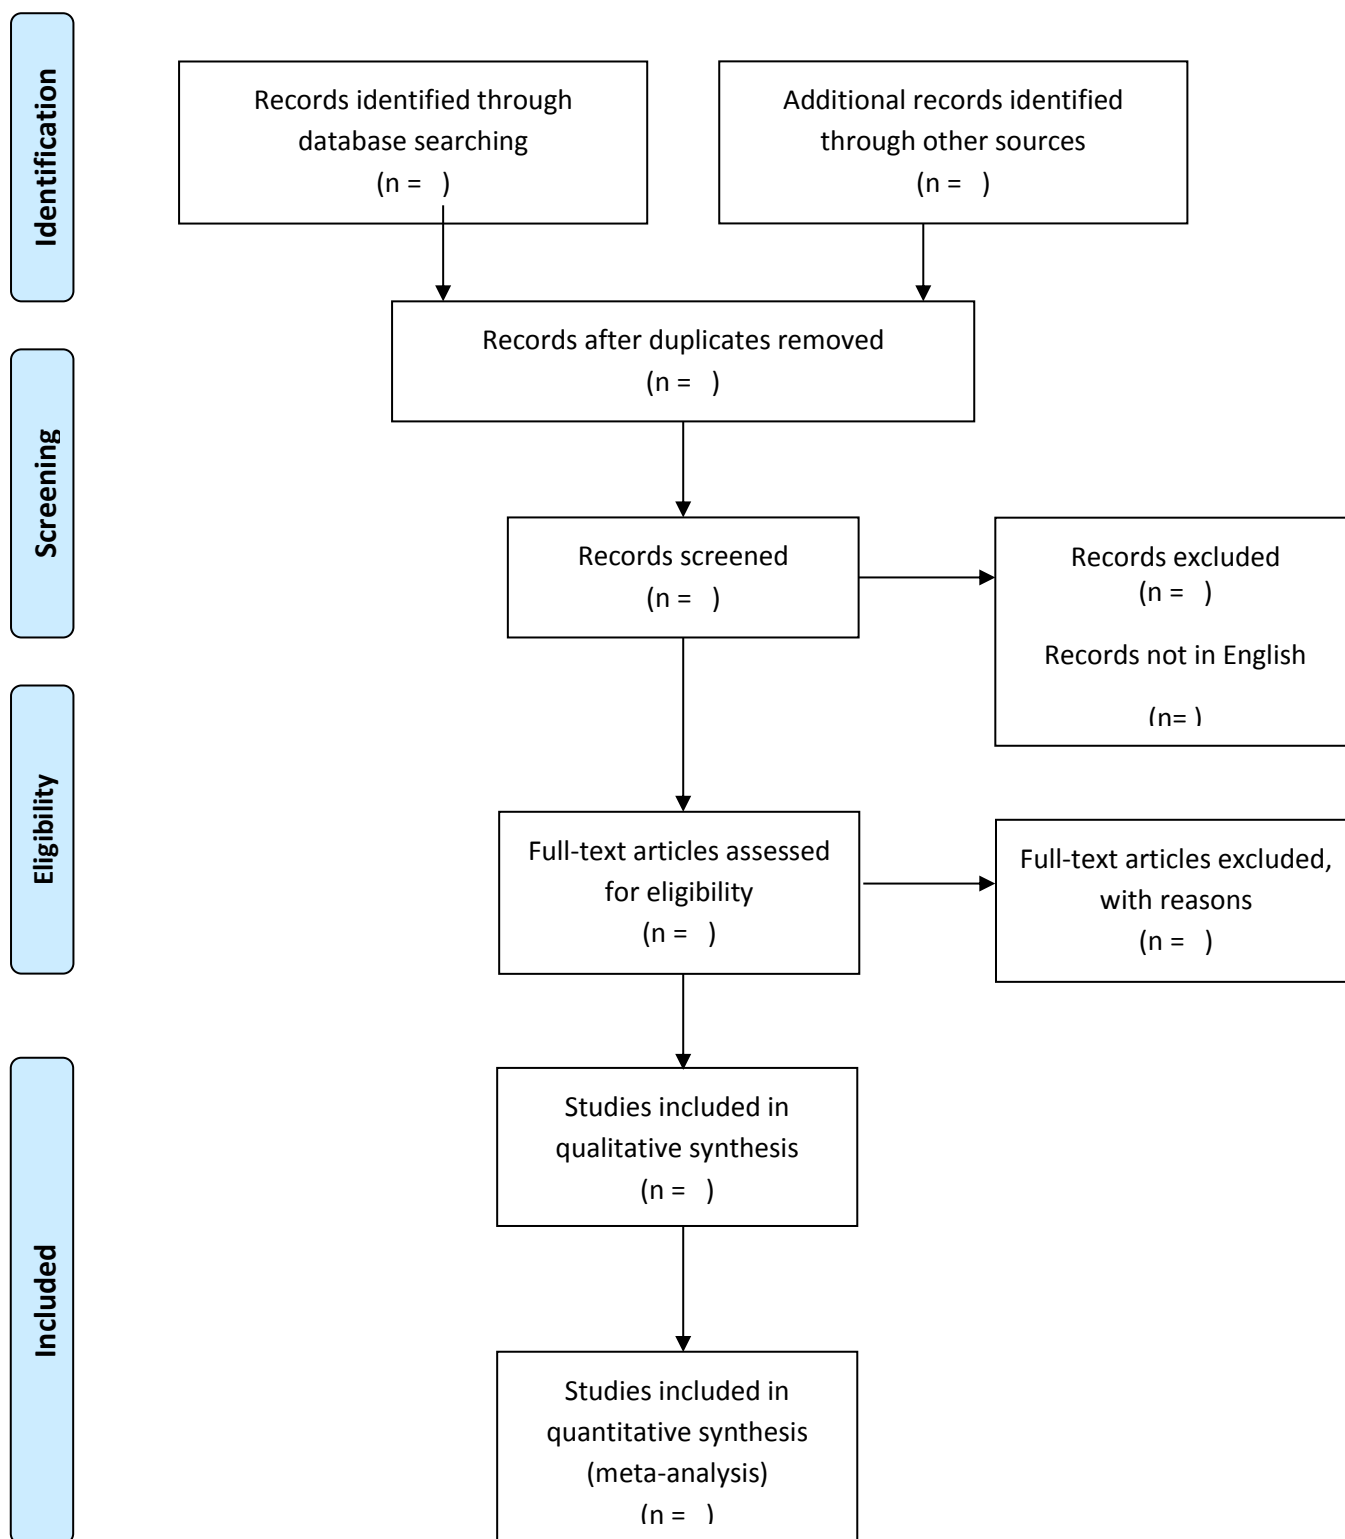 Identification
Records identified through
database searching
(n =   )
Additional records identified
through other sources
(n =   )
Records after duplicates removed
(n =   )
Screening
Records screened
(n =   )
Records excluded
(n =   )
Records not in English
(n= )
Eligibility
Full-text articles assessed
for eligibility
(n =   )
Full-text articles excluded,
with reasons
(n =   )
Included
Studies included in
qualitative synthesis
(n =   )
Studies included in
quantitative synthesis
(meta-analysis)
(n =   )